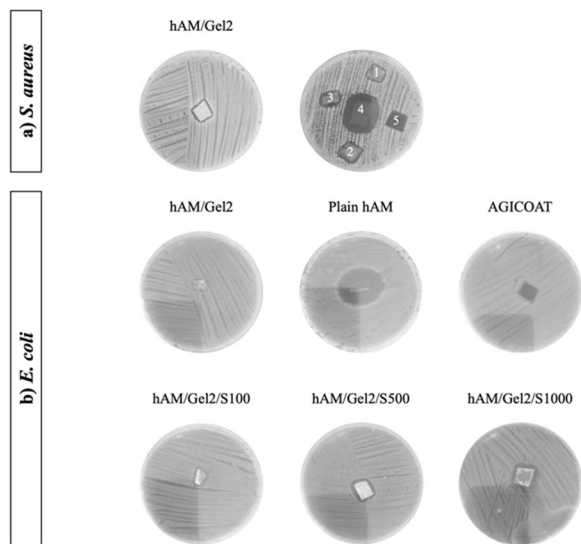 a) S. aureus
hAM/Gel2
1
3
4
5
2
b) E. coli
hAM/Gel2
Plain hAM
AGICOAT
hAM/Gel2/S100
hAM/Gel2/S500
hAM/Gel2/S1000